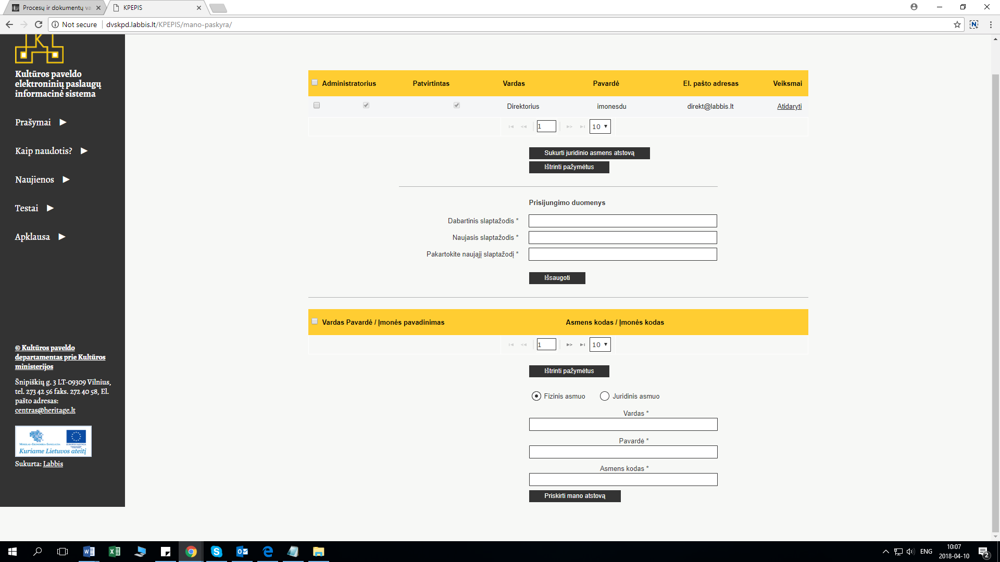 Procesų ir dokumentų va
KPEPIS
Not secure
dvskpd.labbis.lt/KPEPIS/mano-paskyra/
Kultūros paveldo
elektroninių paslaugų
informacinė sistema
Prašymai
Kaip naudotis?
Naujienos
Testai
Apklausa
© Kultūros paveldo
departamentas prie Kultūros
ministerijos
Šnipiškių g. 3 LT-09309 Vilnius,
tel. 273 42 56 faks. 272 40 58, El.
pašto adresas:
centras@heritage.lt
Mokslas•Ekonomika•Sanglauda
Europos Sąjunga
Kuriame Lietuvos ateitį
Sukurta: Labbis
Administratorius Patvirtintas Vardas Pavardė El. pašto adresas Veiksmai
Direktorius imonesdu direkt@labbis.lt Atidaryti
1 10
Sukurti juridinio asmens atstovą
Ištrinti pažymėtus
Prisijungimo duomenys
Dabartinis slaptažodis *
Naujasis slaptažodis *
Pakartokite naująjį slaptažodį *
Išsaugoti
Vardas Pavardė / Įmonės pavadinimas Asmens kodas / Įmonės kodas
1 10
Ištrinti pažymėtus
Fizinis asmuo Juridinis asmuo
Vardas *
Pavardė *
Asmens kodas *
Priskirti mano atstovą
ENG
10:07
2018-04-10
2